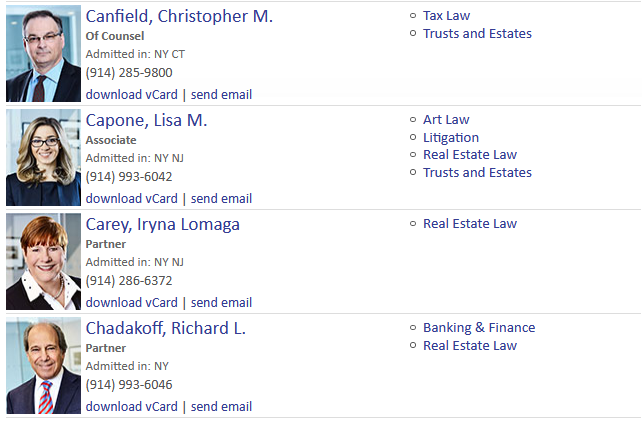 Canfield, Christopher M.
Of Counsel
Admitted in: NY CT
(914) 285-9800
download vCard | send email
Tax Law
Trusts and Estates
Capone, Lisa M.
Associate
Admitted in: NY NJ
(914) 993-6042
download vCard | send email
Art Law
Litigation
Real Estate Law
Trusts and Estates
Carey, Iryna Lomaga
Partner
Admitted in: NY NJ
(914) 286-6372
download vCard | send email
Real Estate Law
Chadakoff, Richard L.
Partner
Admitted in: NY
(914) 993-6046
download vCard | send email
Banking & Finance
Real Estate Law